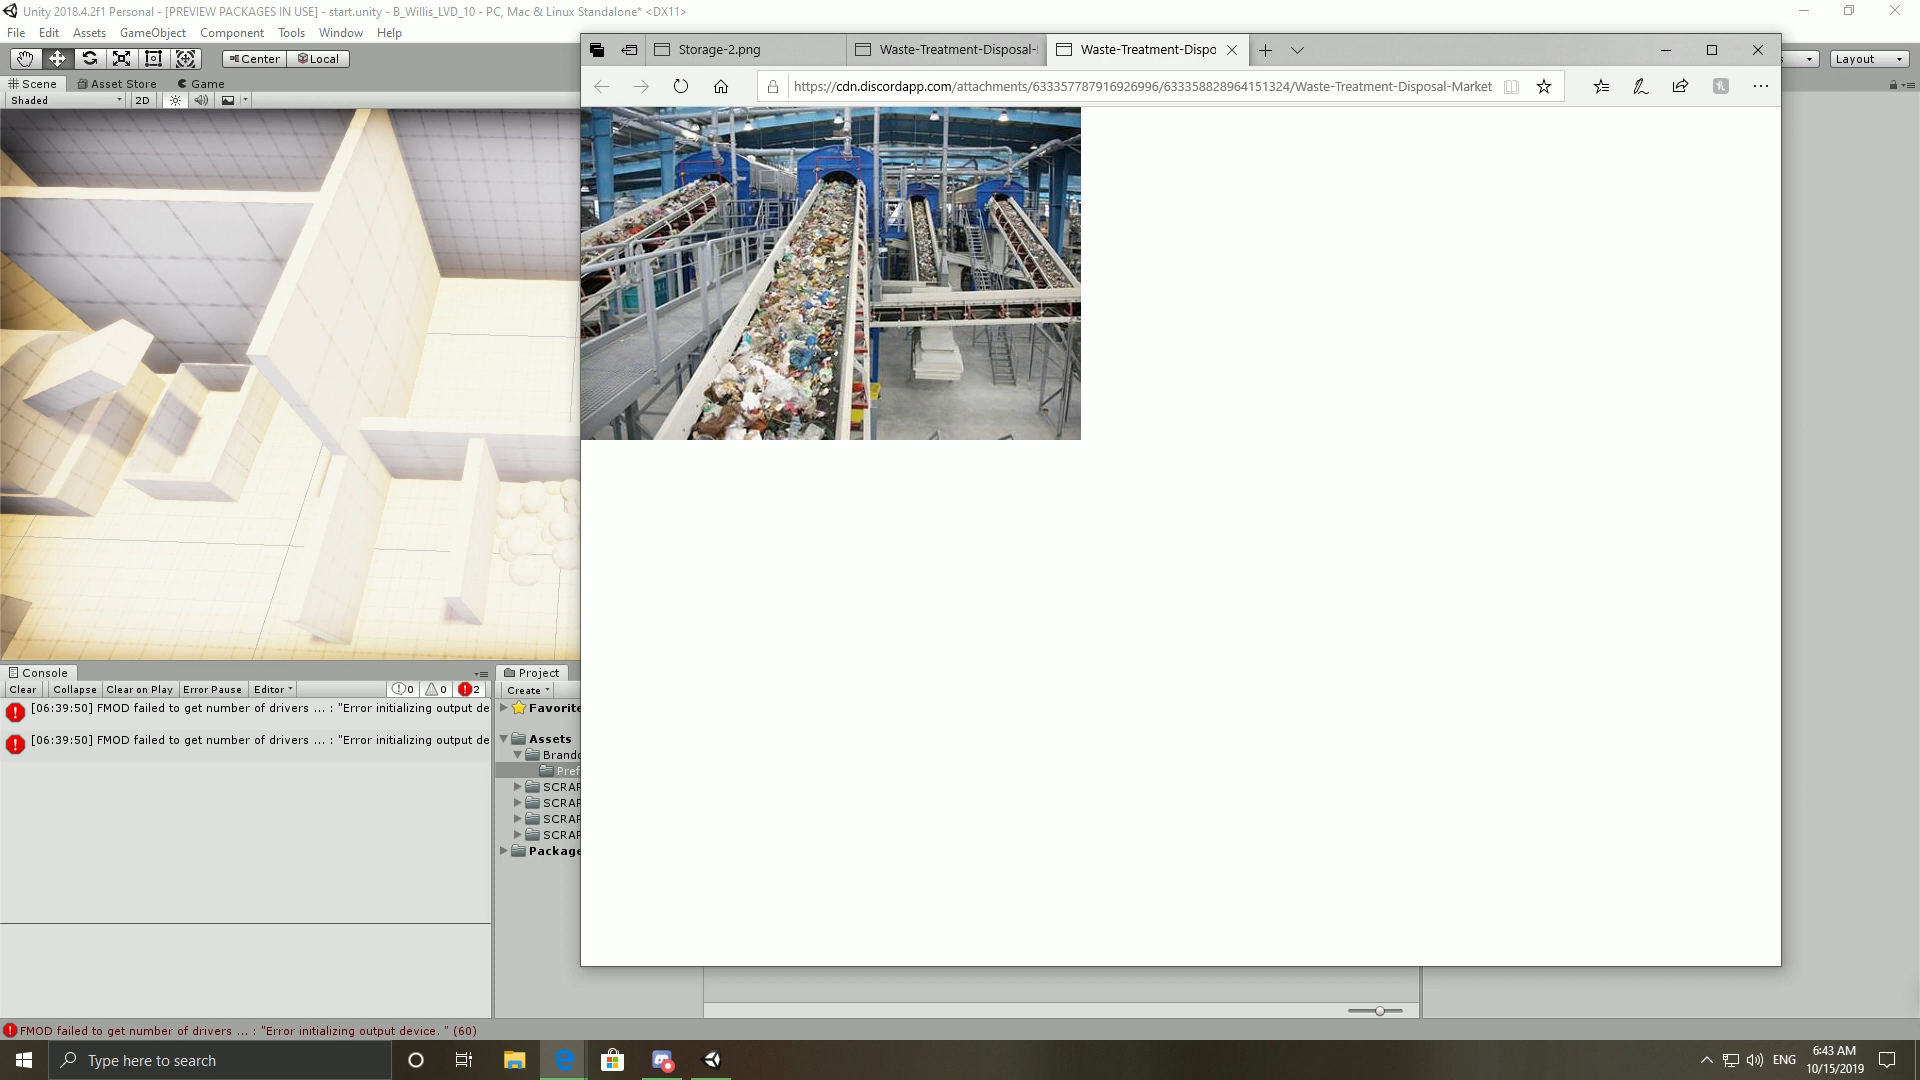 Unity 2018.4.2f1 Personal - [PREVIEW PACKAGES IN USE] - start.unity - B_Willis_LVD_10 - PC, Mac & Linux Standalone* <DX11>
File Edit Assets GameObject Component Tools Window Help
Center Local
Layout
Scene Asset Store Game
Shaded 2D
Storage-2.png Waste-Treatment-Disposal- Waste-Treatment-Dispo
https://cdn.discordapp.com/attachments/633357787916926996/633358828964151324/Waste-Treatment-Disposal-Market
Console
Clear Collapse Clear on Play Error Pause Editor 0 0 2
[06:39:50] FMOD failed to get number of drivers ... : "Error initializing output de
[06:39:50] FMOD failed to get number of drivers ... : "Error initializing output de
Project
Create
Favorite
Assets
Brando
Pref
SCRAP
SCRAP
SCRAP
SCRAP
Package
FMOD failed to get number of drivers ... : "Error initializing output device. " (60)
Type here to search
ENG
6:43 AM
10/15/2019